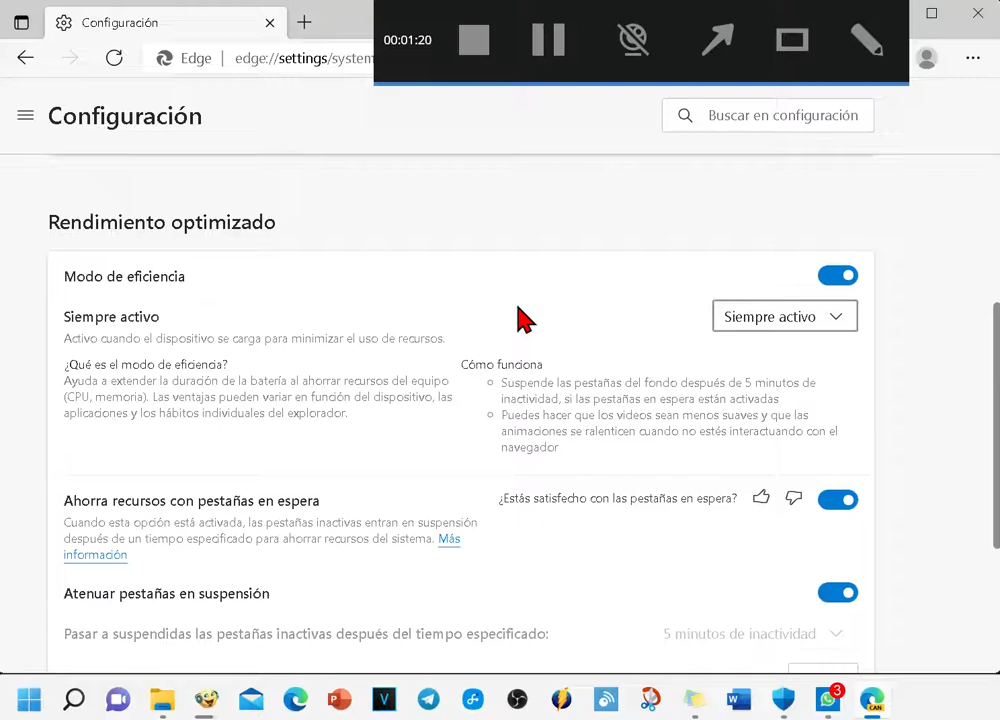 Configuración
00:01:20
Edge
edge://settings/system
Configuración
Buscar en configuración
Rendimiento optimizado
Modo de eficiencia
Siempre activo
Siempre activo
Activo cuando el dispositivo se carga para minimizar el uso de recursos.
¿Qué es el modo de eficiencia?
Ayuda a extender la duración de la batería al ahorrar recursos del equipo
(CPU, memoria). Las ventajas pueden variar en función del dispositivo, las
aplicaciones y los hábitos individuales del explorador.
Cómo funciona
Suspende las pestañas del fondo después de 5 minutos de
inactividad, si las pestañas en espera están activadas
Puedes hacer que los videos sean menos suaves y que las
animaciones se ralenticen cuando no estés interactuando con el
navegador
Ahorra recursos con pestañas en espera
¿Estás satisfecho con las pestañas en espera?
Cuando esta opción está activada, las pestañas inactivas entran en suspensión
después de un tiempo especificado para ahorrar recursos del sistema. Más
información
Atenuar pestañas en suspensión
Pasar a suspendidas las pestañas inactivas después del tiempo especificado:
5 minutos de inactividad
P
V
W
3
CAN